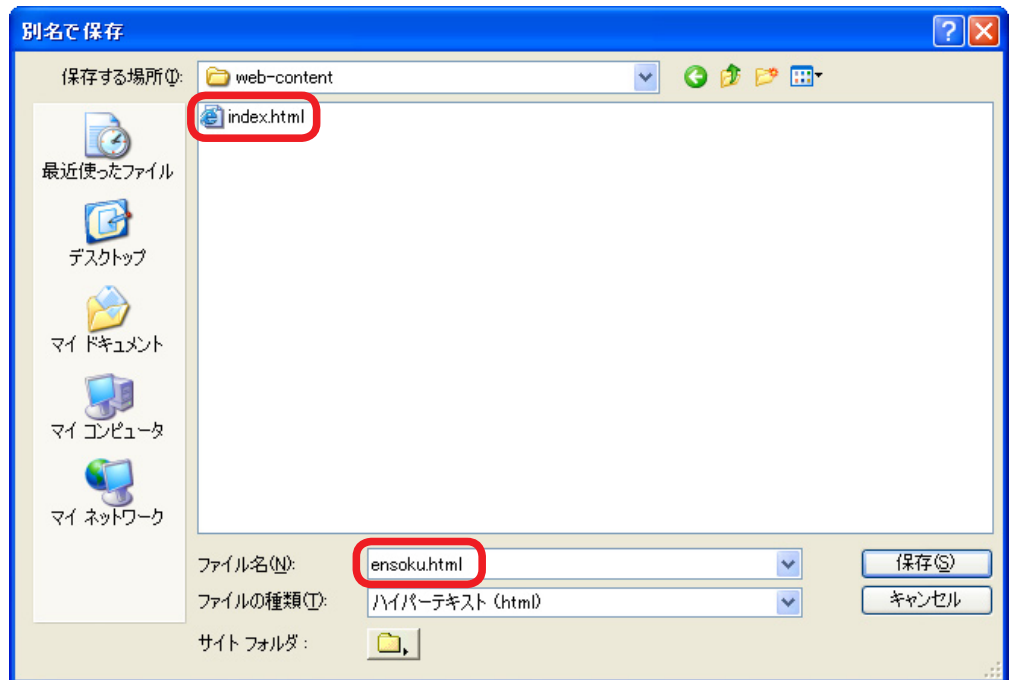 別名で保存
保存する場所(I):
web-content
index.html
最近使ったファイル
デスクトップ
マイ ドキュメント
マイ コンピュータ
マイ ネットワーク
ファイル名(N):
ensoku.html
保存(S)
ファイルの種類(T):
ハイパーテキスト (html)
キャンセル
サイト フォルダ :